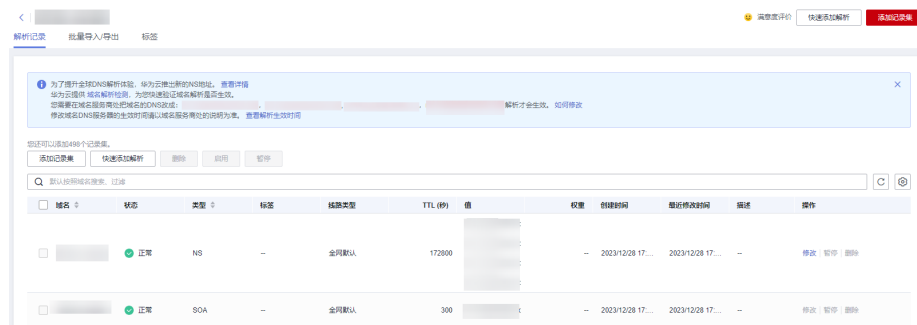 满意度评价 快速添加解析 添加记录集
解析记录 批量导入/导出 标签
为了提升全球DNS解析体验，华为云推出新的NS地址。 查看详情
华为云提供 域名解析检测，为您快速验证域名解析是否生效。
您需要在域名服务商处把域名的DNS改成： 解析才会生效。 如何修改
修改域名DNS服务器的生效时间请以域名服务商处的说明为准。 查看解析生效时间
您还可以添加498个记录集。
添加记录集 快速添加解析 删除 启用 暂停
默认按照域名搜索、过滤
域名 状态 类型 标签 线路类型 TTL (秒) 值 权重 创建时间 最近修改时间 描述 操作
正常 NS -- 全网默认 172800 -- 2023/12/28 17:... 2023/12/28 17:... -- 修改 暂停 删除
正常 SOA -- 全网默认 300 -- 2023/12/28 17:... 2023/12/28 17:... -- 修改 暂停 删除